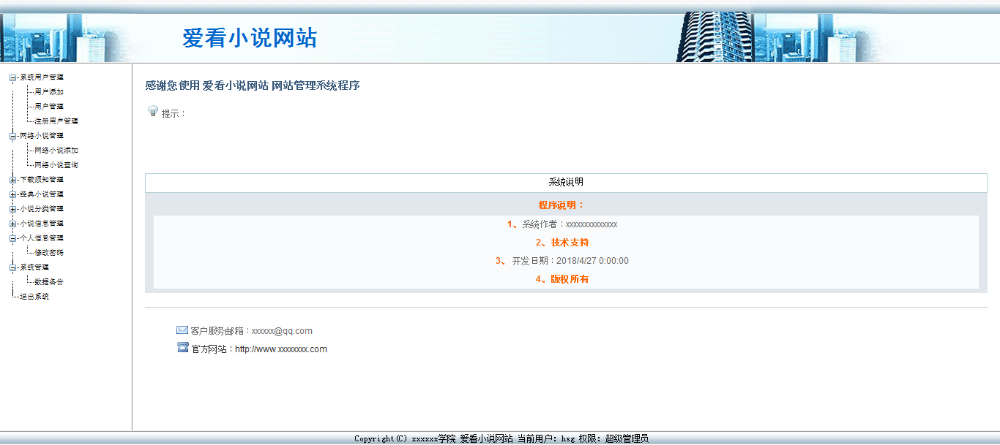 爱看小说网站
系统用户管理
用户添加
用户管理
注册用户管理
网络小说管理
网络小说添加
网络小说查询
下载须知管理
经典小说管理
小说分类管理
小说信息管理
个人信息管理
修改密码
系统管理
数据备份
退出系统
感谢您使用 爱看小说网站 网站管理系统程序
提示：
系统说明
程序说明：
1、系统作者：xxxxxxxxxxxxx
2、技术支持
3、 开发日期：2018/4/27 0:00:00
4、版权所有
客户服务邮箱：xxxxxx@qq.com
官方网站：http://www.xxxxxxxx.com
Copyright(C) xxxxxx学院 爱看小说网站 当前用户: hsg 权限: 超级管理员